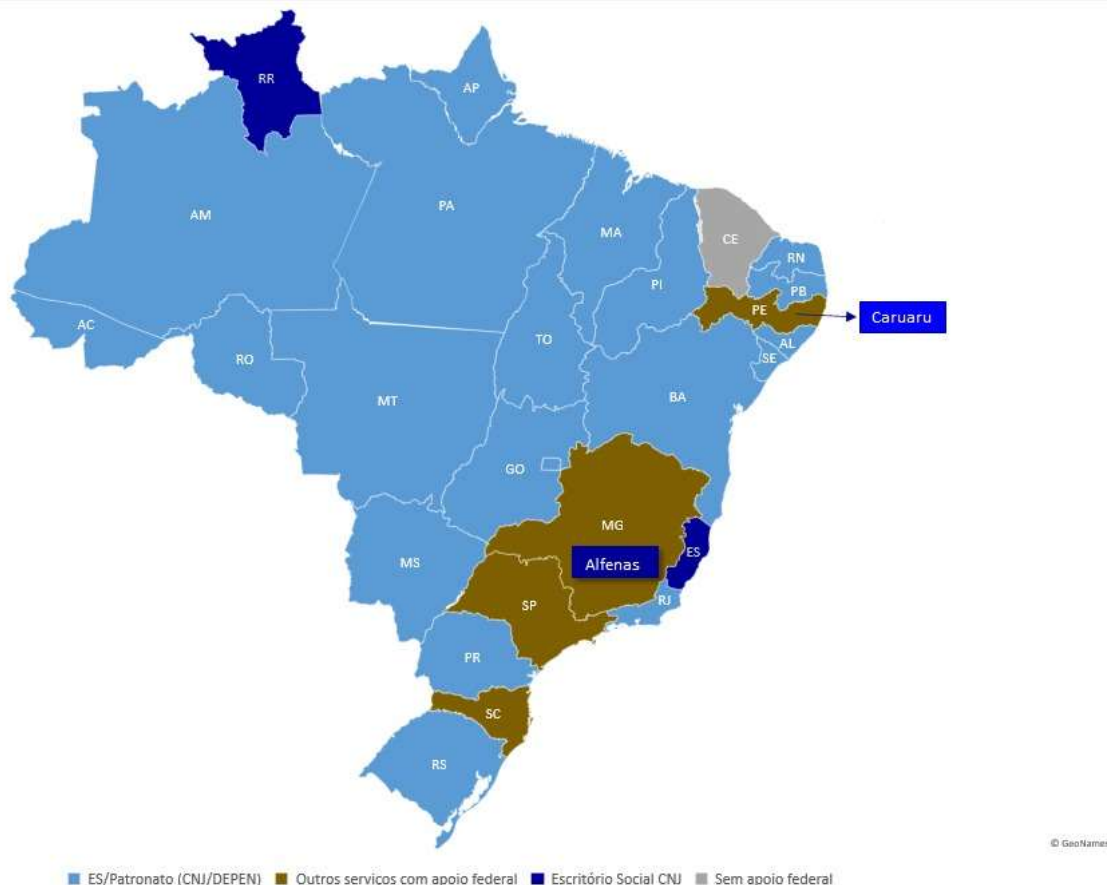 RR
AP
AM
PA
MA
CE
RN
PI
PB
PE
Caruaru
AC
AL
TO
SE
RO
BA
MT
GO
MG
ES
Alfenas
MS
RJ
SP
PR
SC
RS
© GeoNames
ES/Patronato (CNJ/DEPEN) Outros serviços com apoio federal Escritório Social CNJ Sem apoio federal